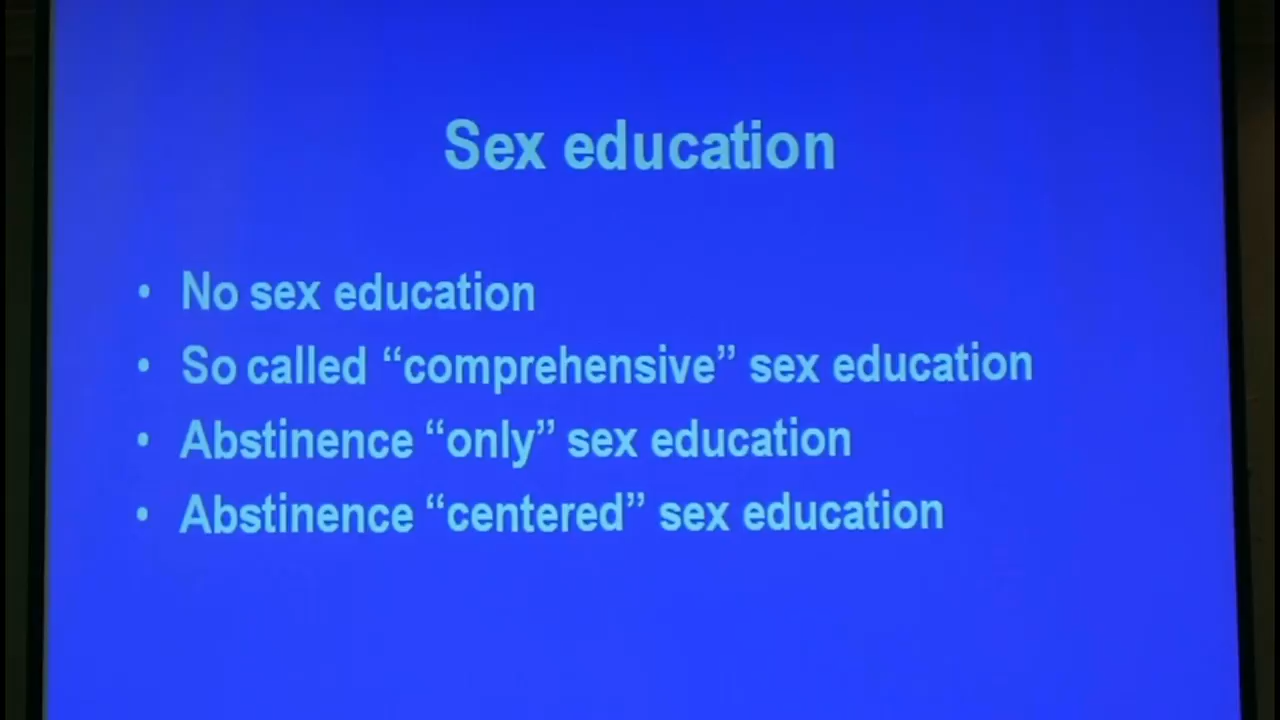 Sex education
• No sex education
• So called “comprehensive” sex education
• Abstinence “only” sex education
• Abstinence “centered” sex education